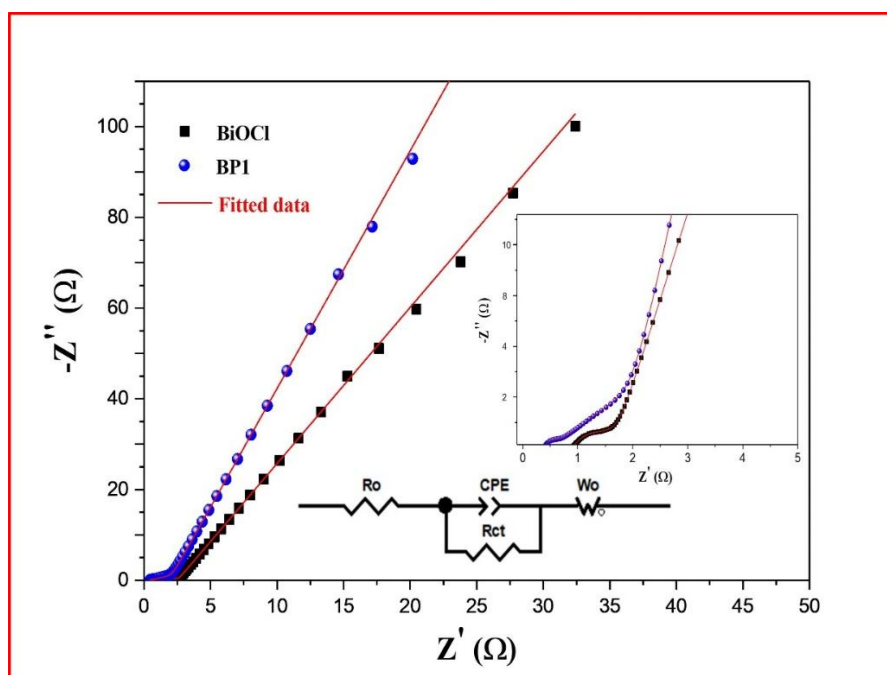 100
80
60
40
20
0
-Z'' (Ω)
BiOCl
BP1
Fitted data
10
8
4
2
-Z'' (Ω)
0 1 2 3 4 5
Z' (Ω)
Ro
CPE
Wo
Rct
0 5 10 15 20 25 30 35 40 45 50
Z' (Ω)